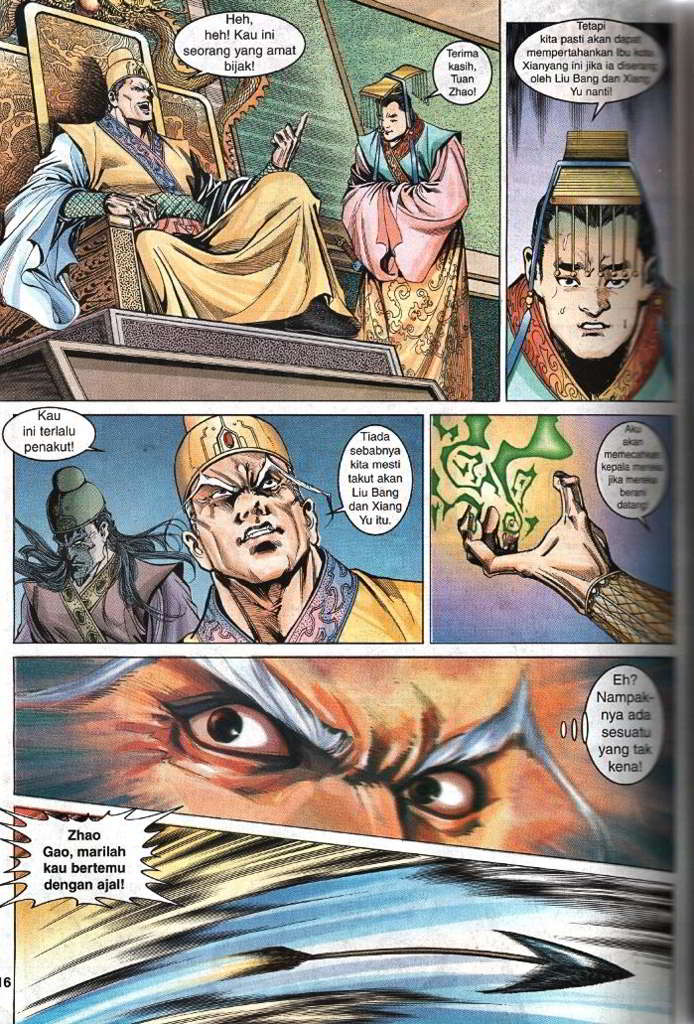 Heh,
heh! Kau ini
seorang yang amat
bijak!
Terima
kasih,
Tuan
Zhao!
Tetapi
kita pasti akan dapat
mempertahankan Ibu kota
Xianyang ini jika ia diserang
oleh Liu Bang dan Xiang
Yu nanti!
Kau
ini terlalu
penakut!
Tiada
sebabnya
kita mesti
takut akan
Liu Bang
dan Xiang
Yu itu.
Aku
akan
memecahkan
kepala mereka
jika mereka
berani
datang!
Eh?
Nampak-
nya ada
sesuatu
yang tak
kena!
Zhao
Gao, marilah
kau bertemu
dengan ajal!
16